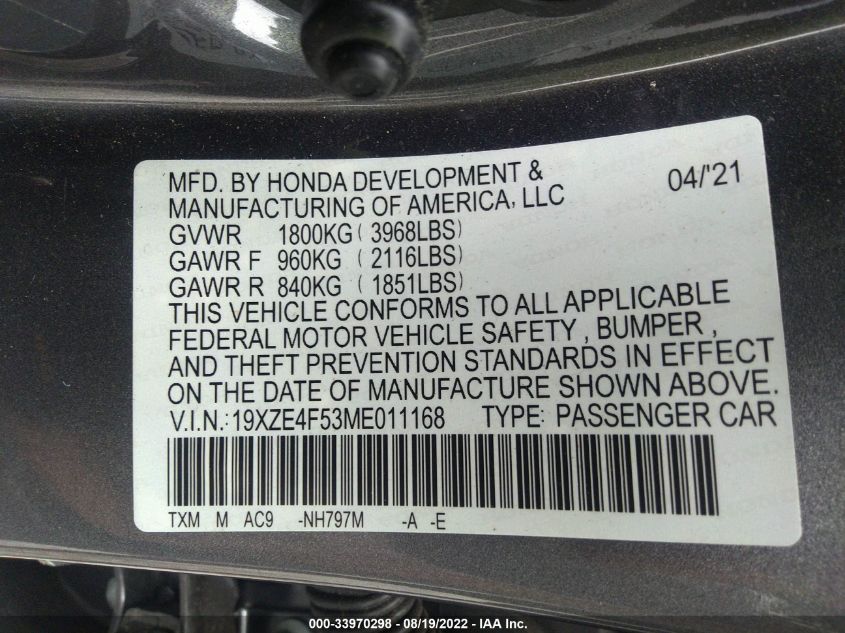 MFD. BY HONDA DEVELOPMENT & 04/'21
MANUFACTURING OF AMERICA, LLC
GVWR 1800KG ( 3968LBS)
GAWR F 960KG ( 2116LBS)
GAWR R 840KG ( 1851LBS)
THIS VEHICLE CONFORMS TO ALL APPLICABLE
FEDERAL MOTOR VEHICLE SAFETY , BUMPER ,
AND THEFT PREVENTION STANDARDS IN EFFECT
ON THE DATE OF MANUFACTURE SHOWN ABOVE.
V.I.N.: 19XZE4F53ME011168 TYPE: PASSENGER CAR
TXM M AC9 -NH797M -A -E
000 -33970298 - 08/19/2022 - IAA Inc.